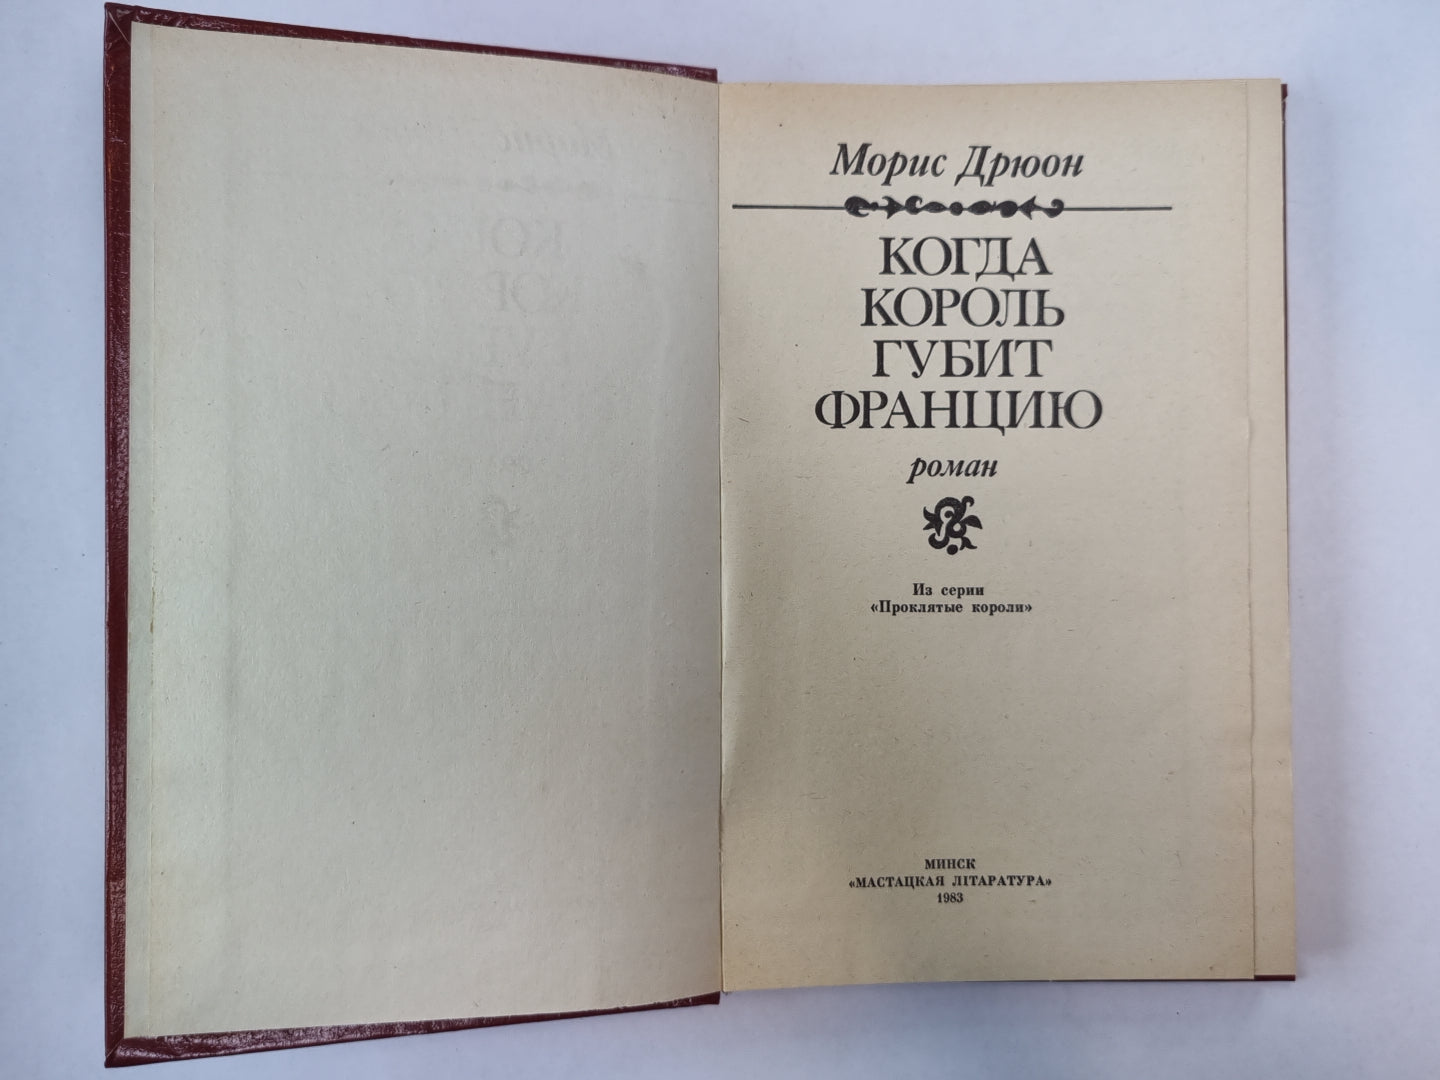 Морис Дрюон
КОГДА
КОРОЛЬ
ГУБИТ
ФРАНЦИЮ
роман
Из серии
«Проклятые короли»
МИНСК
«МАСТАЦКАЯ ЛІТАРАТУРА»
1983